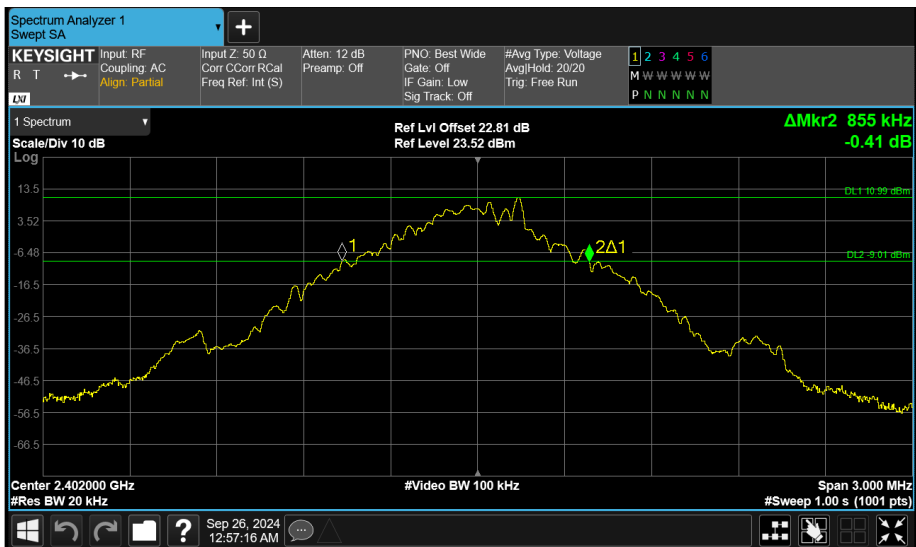 Spectrum Analyzer 1
Swept SA
+
KEYSIGHT
R T
LXI
Input: RF
Coupling: AC
Align: Partial
Input Z: 50 Ω
Corr CCorr RCal
Freq Ref: Int (S)
Atten: 12 dB
Preamp: Off
PNO: Best Wide
Gate: Off
IF Gain: Low
Sig Track: Off
#Avg Type: Voltage
Avg|Hold: 20/20
Trig: Free Run
1 2 3 4 5 6
M W W W W W
P N N N N N
1 Spectrum
Scale/Div 10 dB
Ref Lvl Offset 22.81 dB
Ref Level 23.52 dBm
ΔMkr2 855 kHz
-0.41 dB
Log
13.5
3.52
-6.48
-16.5
-26.5
-36.5
-46.5
-56.5
-66.5
DL1 10.99 dBm
1
2Δ1
DL2 -9.01 dBm
Center 2.402000 GHz
#Video BW 100 kHz
Span 3.000 MHz
#Res BW 20 kHz
#Sweep 1.00 s (1001 pts)
?
Sep 26, 2024
12:57:16 AM